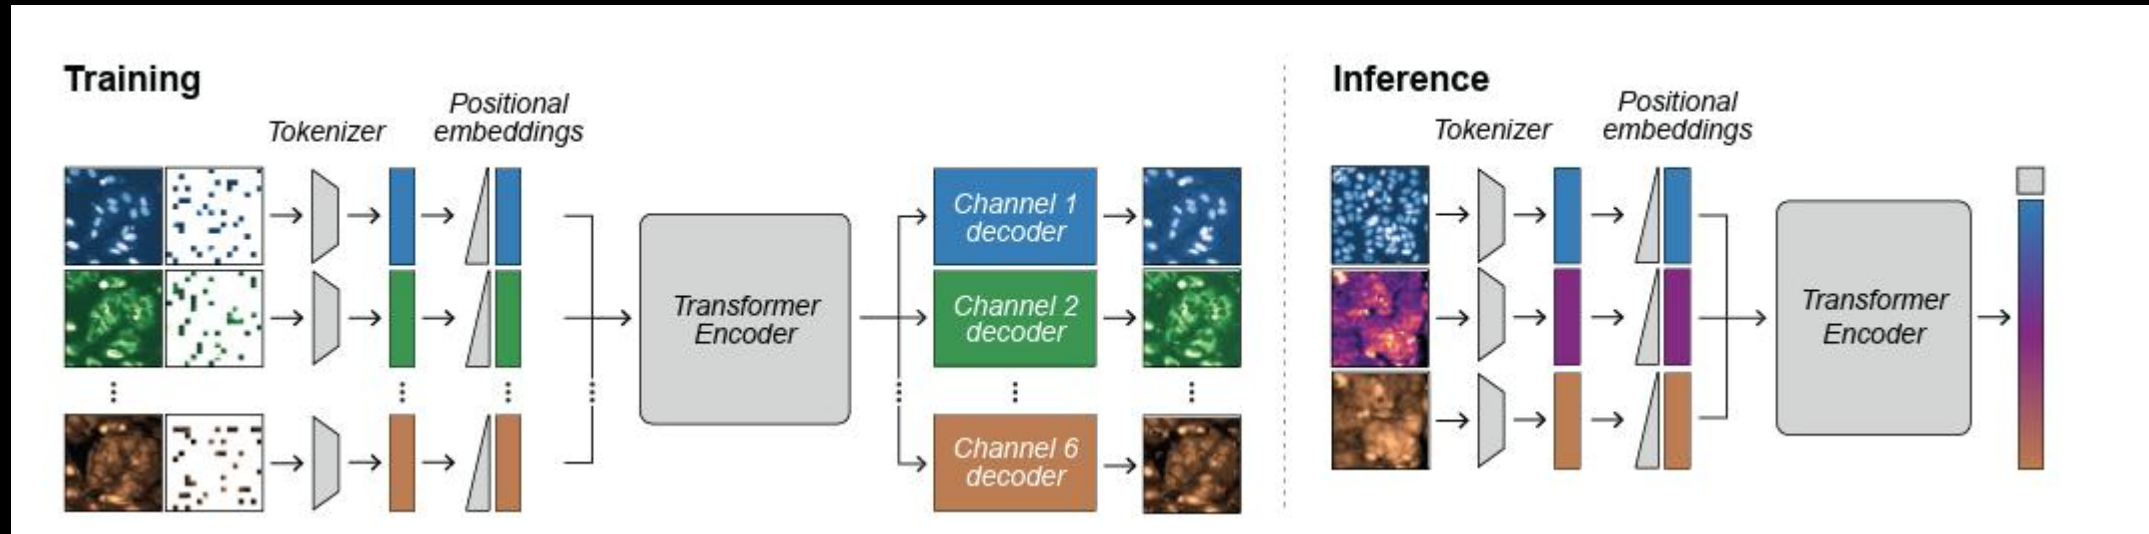 Training
Tokenizer
Positional
embeddings
Transformer
Encoder
Channel 1
decoder
Channel 2
decoder
Channel 6
decoder
Inference
Tokenizer
Positional
embeddings
Transformer
Encoder